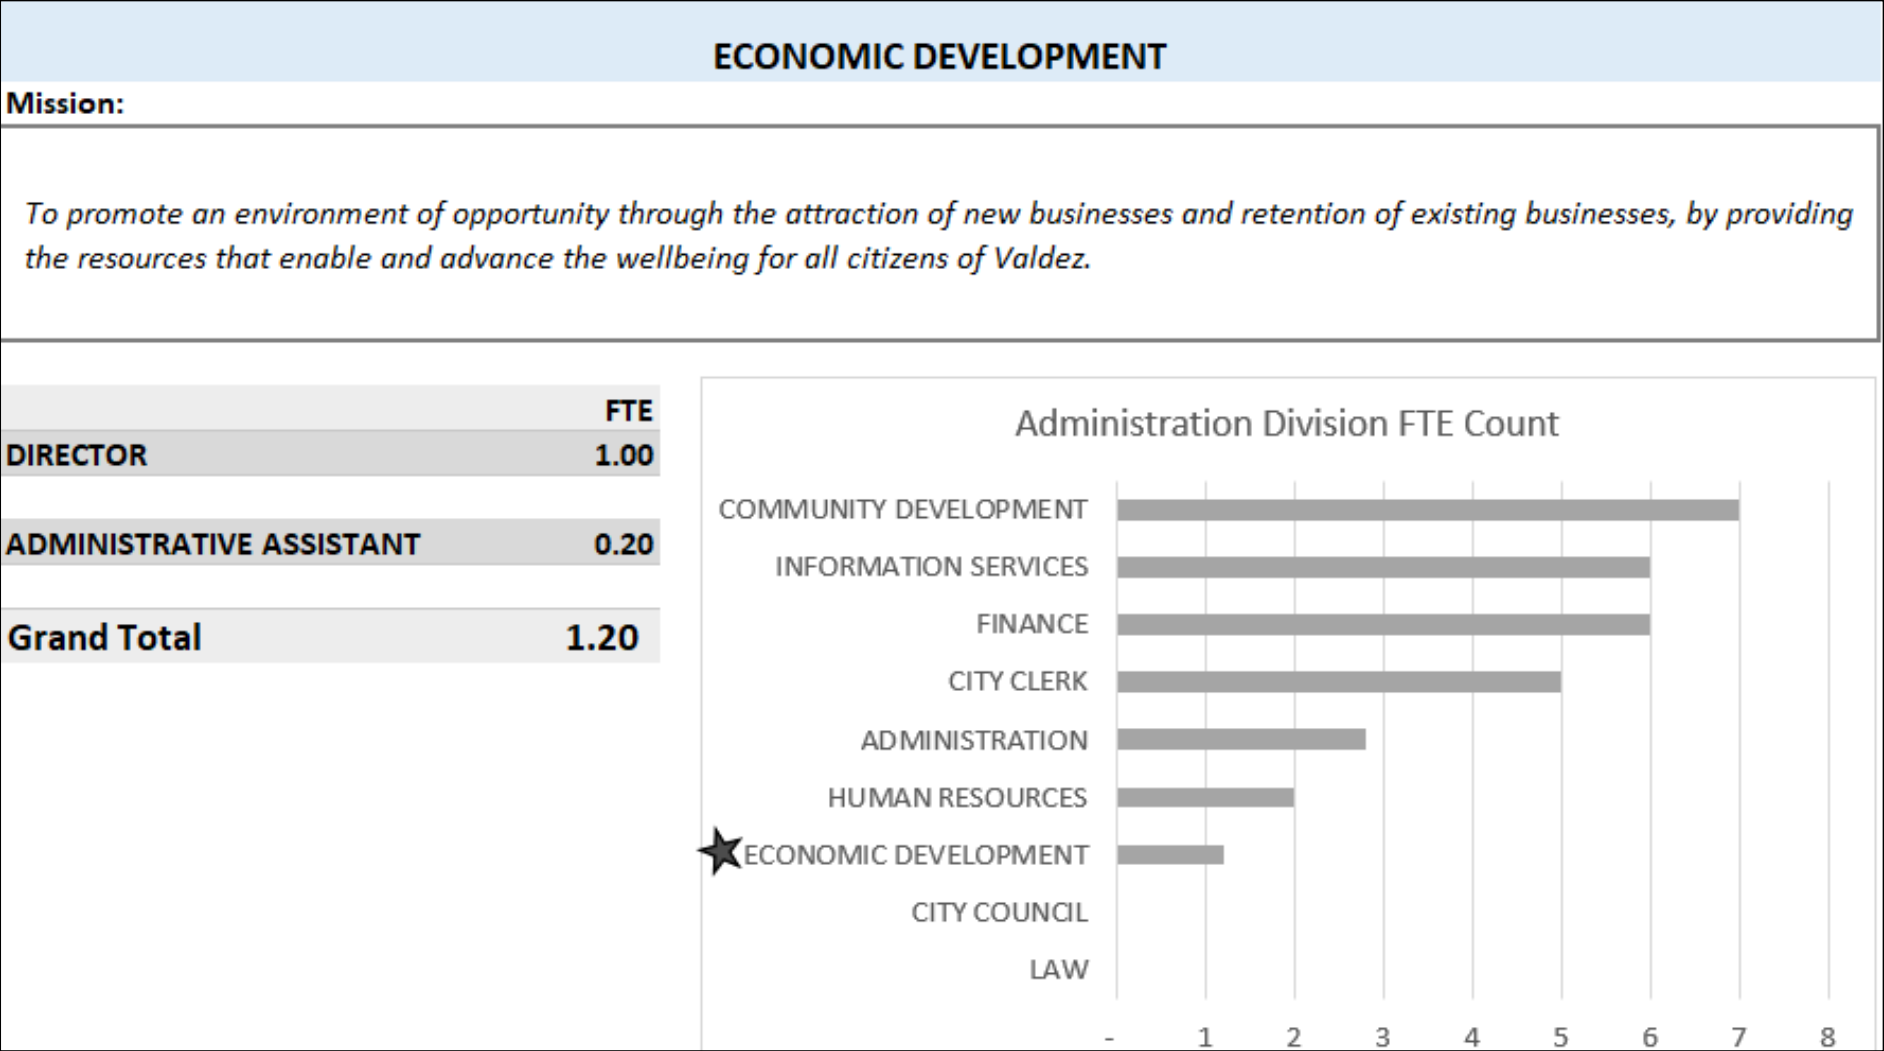 ECONOMIC DEVELOPMENT
Mission:
To promote an environment of opportunity through the attraction of new businesses and retention of existing businesses, by providing
the resources that enable and advance the wellbeing for all citizens of Valdez.
FTE
DIRECTOR 1.00
ADMINISTRATIVE ASSISTANT 0.20
Grand Total 1.20
Administration Division FTE Count
COMMUNITY DEVELOPMENT
INFORMATION SERVICES
FINANCE
CITY CLERK
ADMINISTRATION
HUMAN RESOURCES
ECONOMIC DEVELOPMENT
CITY COUNCIL
LAW
- 1 2 3 4 5 6 7 8